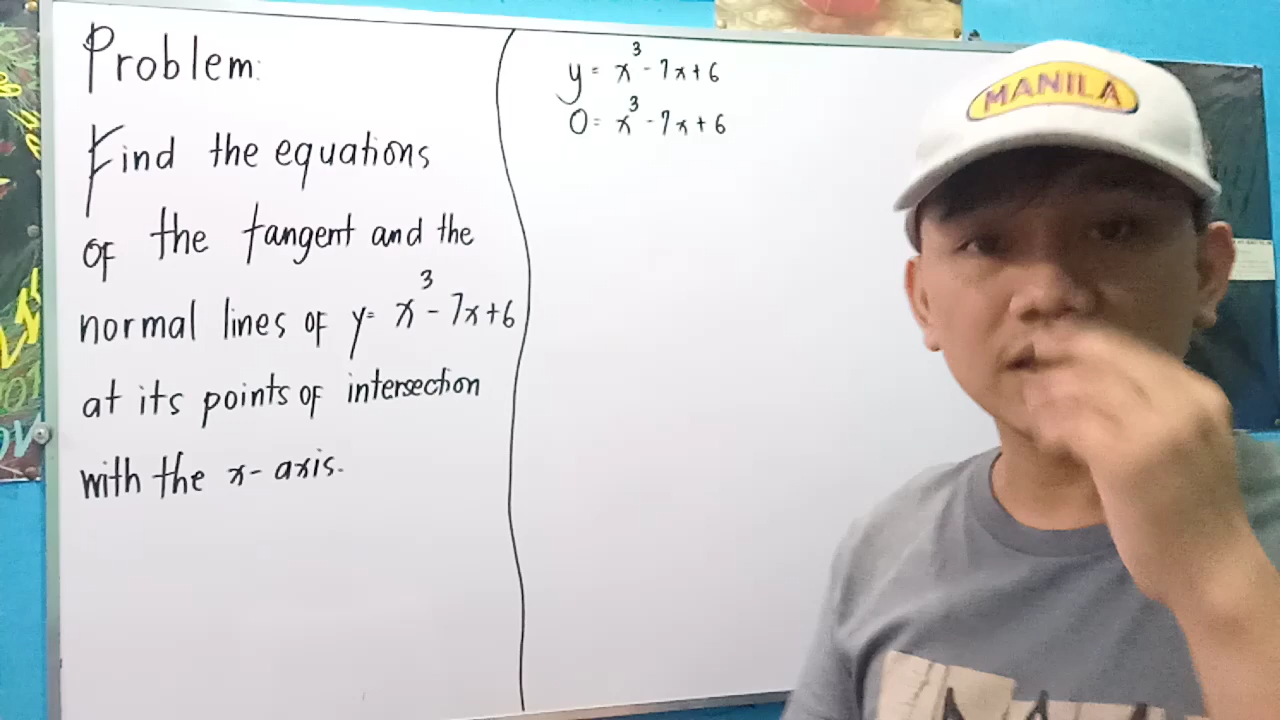 Problem:
Find the equations
of the tangent and the
normal lines of y= x³-7x+6
at its points of intersection
with the x-axis.
y= x³-7x+6
0= x³-7x+6
MANILA